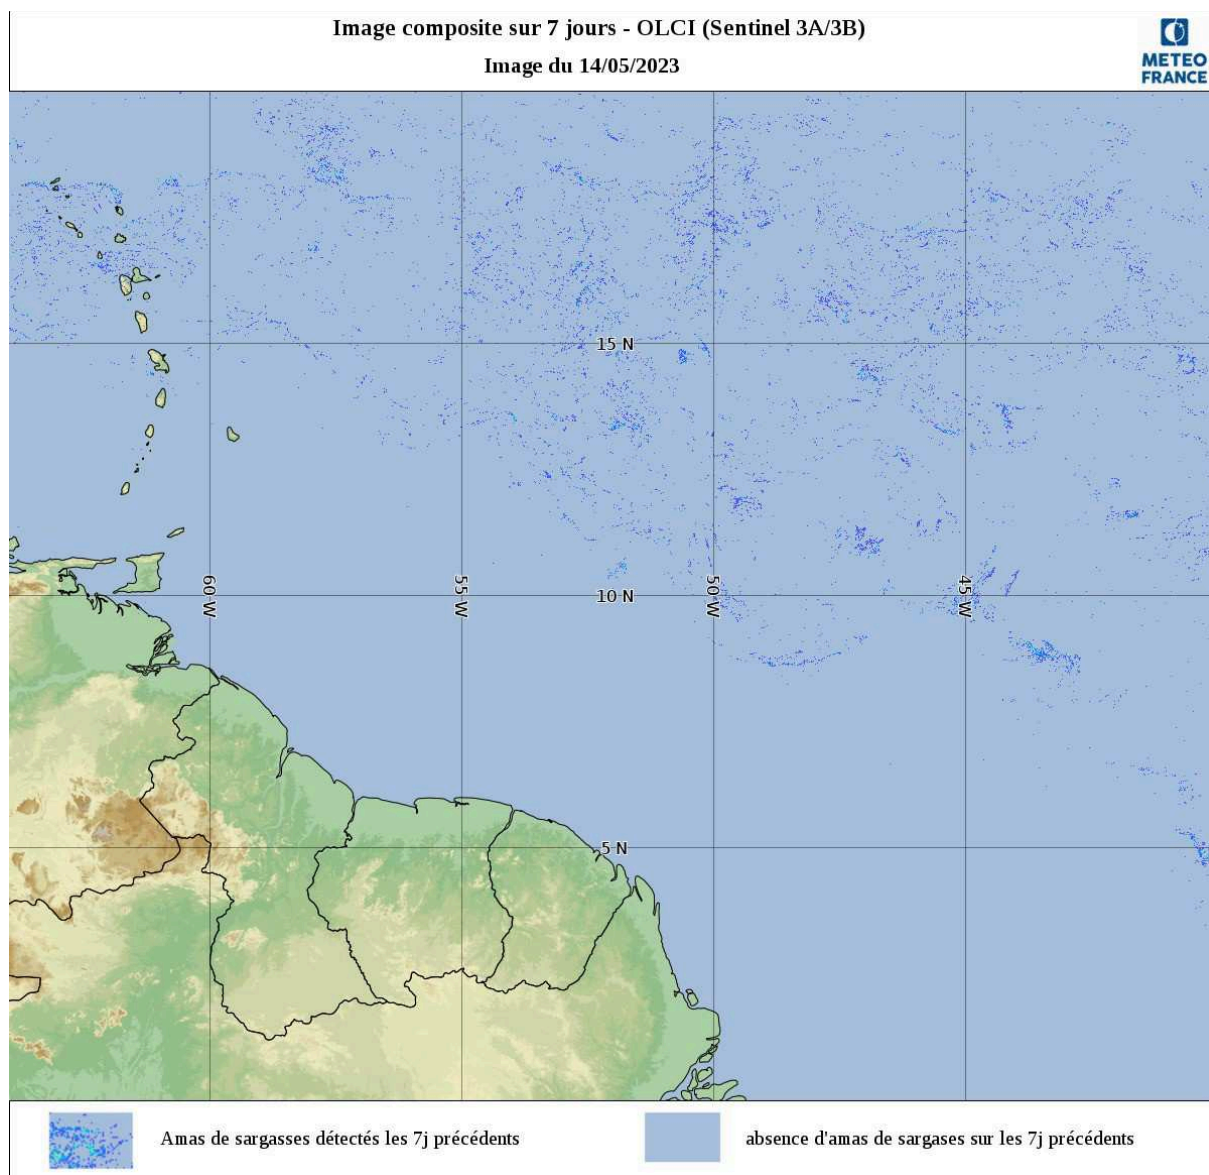 Image composite sur 7 jours - OLCI (Sentinel 3A/3B)
Image du 14/05/2023
METEO
FRANCE
15 N
60 W
55 W
10 N
50 W
45 W
5 N
Amas de sargasses détectés les 7j précédents
absence d'amas de sargases sur les 7j précédents